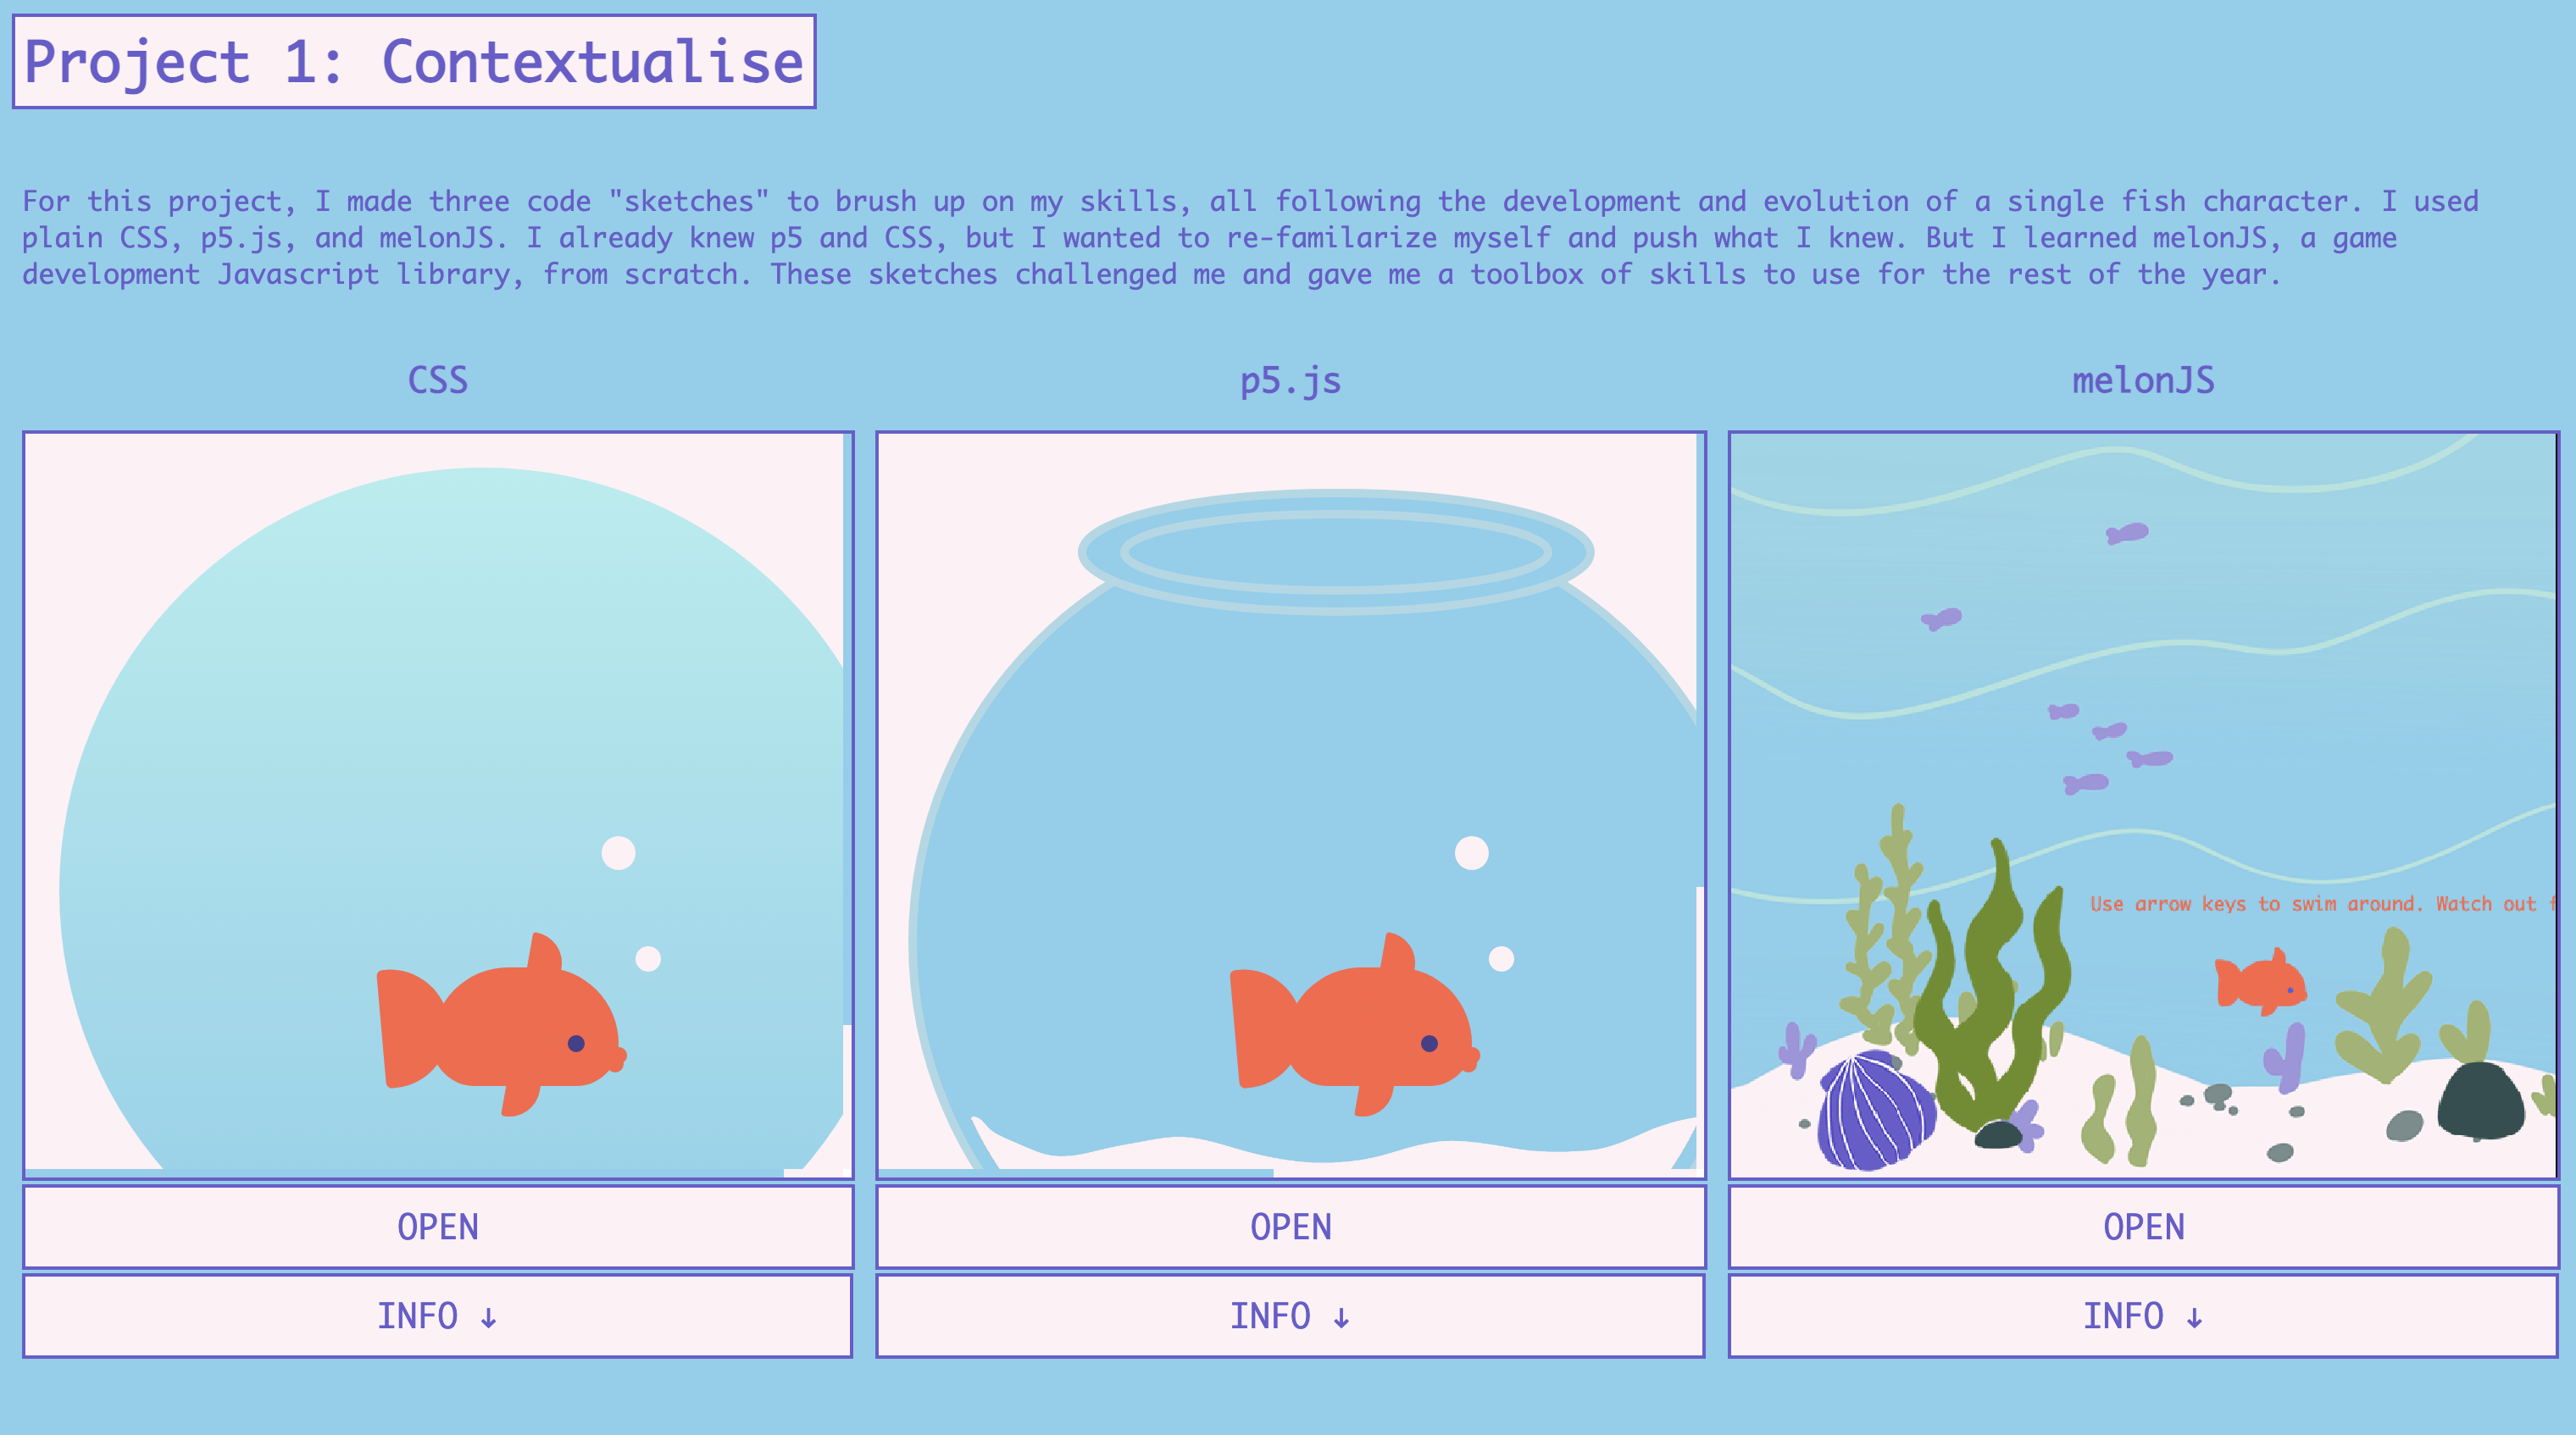 Project 1: Contextualise
For this project, I made three code "sketches" to brush up on my skills, all following the development and evolution of a single fish character. I used
plain CSS, p5.js, and melonJS. I already knew p5 and CSS, but I wanted to re-familarize myself and push what I knew. But I learned melonJS, a game
development Javascript library, from scratch. These sketches challenged me and gave me a toolbox of skills to use for the rest of the year.
CSS
p5.js
melonJS
Use arrow keys to swim around. Watch out f
OPEN
OPEN
OPEN
INFO ↓
INFO ↓
INFO ↓